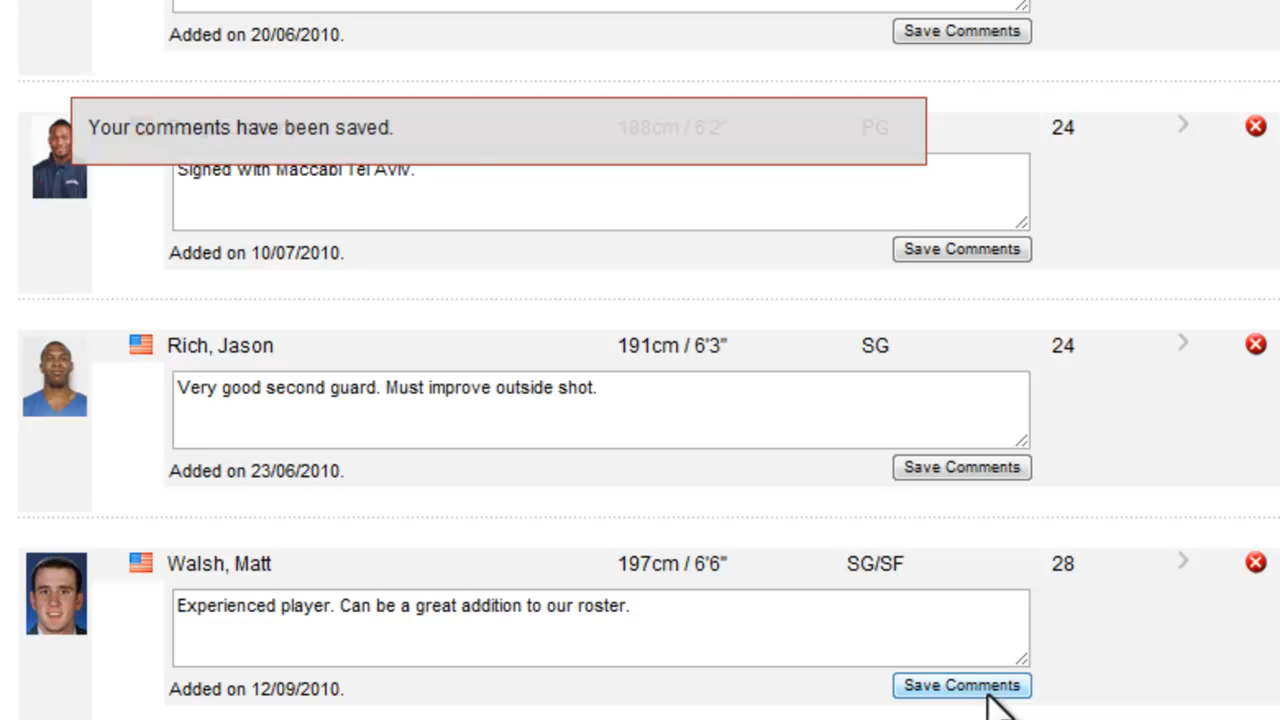 Added on 20/06/2010.
Save Comments
Your comments have been saved.
188cm / 6'2" PG 24
Signed with Maccabi Tel Aviv.
Added on 10/07/2010.
Save Comments
Rich, Jason 191cm / 6'3" SG 24
Very good second guard. Must improve outside shot.
Added on 23/06/2010.
Save Comments
Walsh, Matt 197cm / 6'6" SG/SF 28
Experienced player. Can be a great addition to our roster.
Added on 12/09/2010.
Save Comments